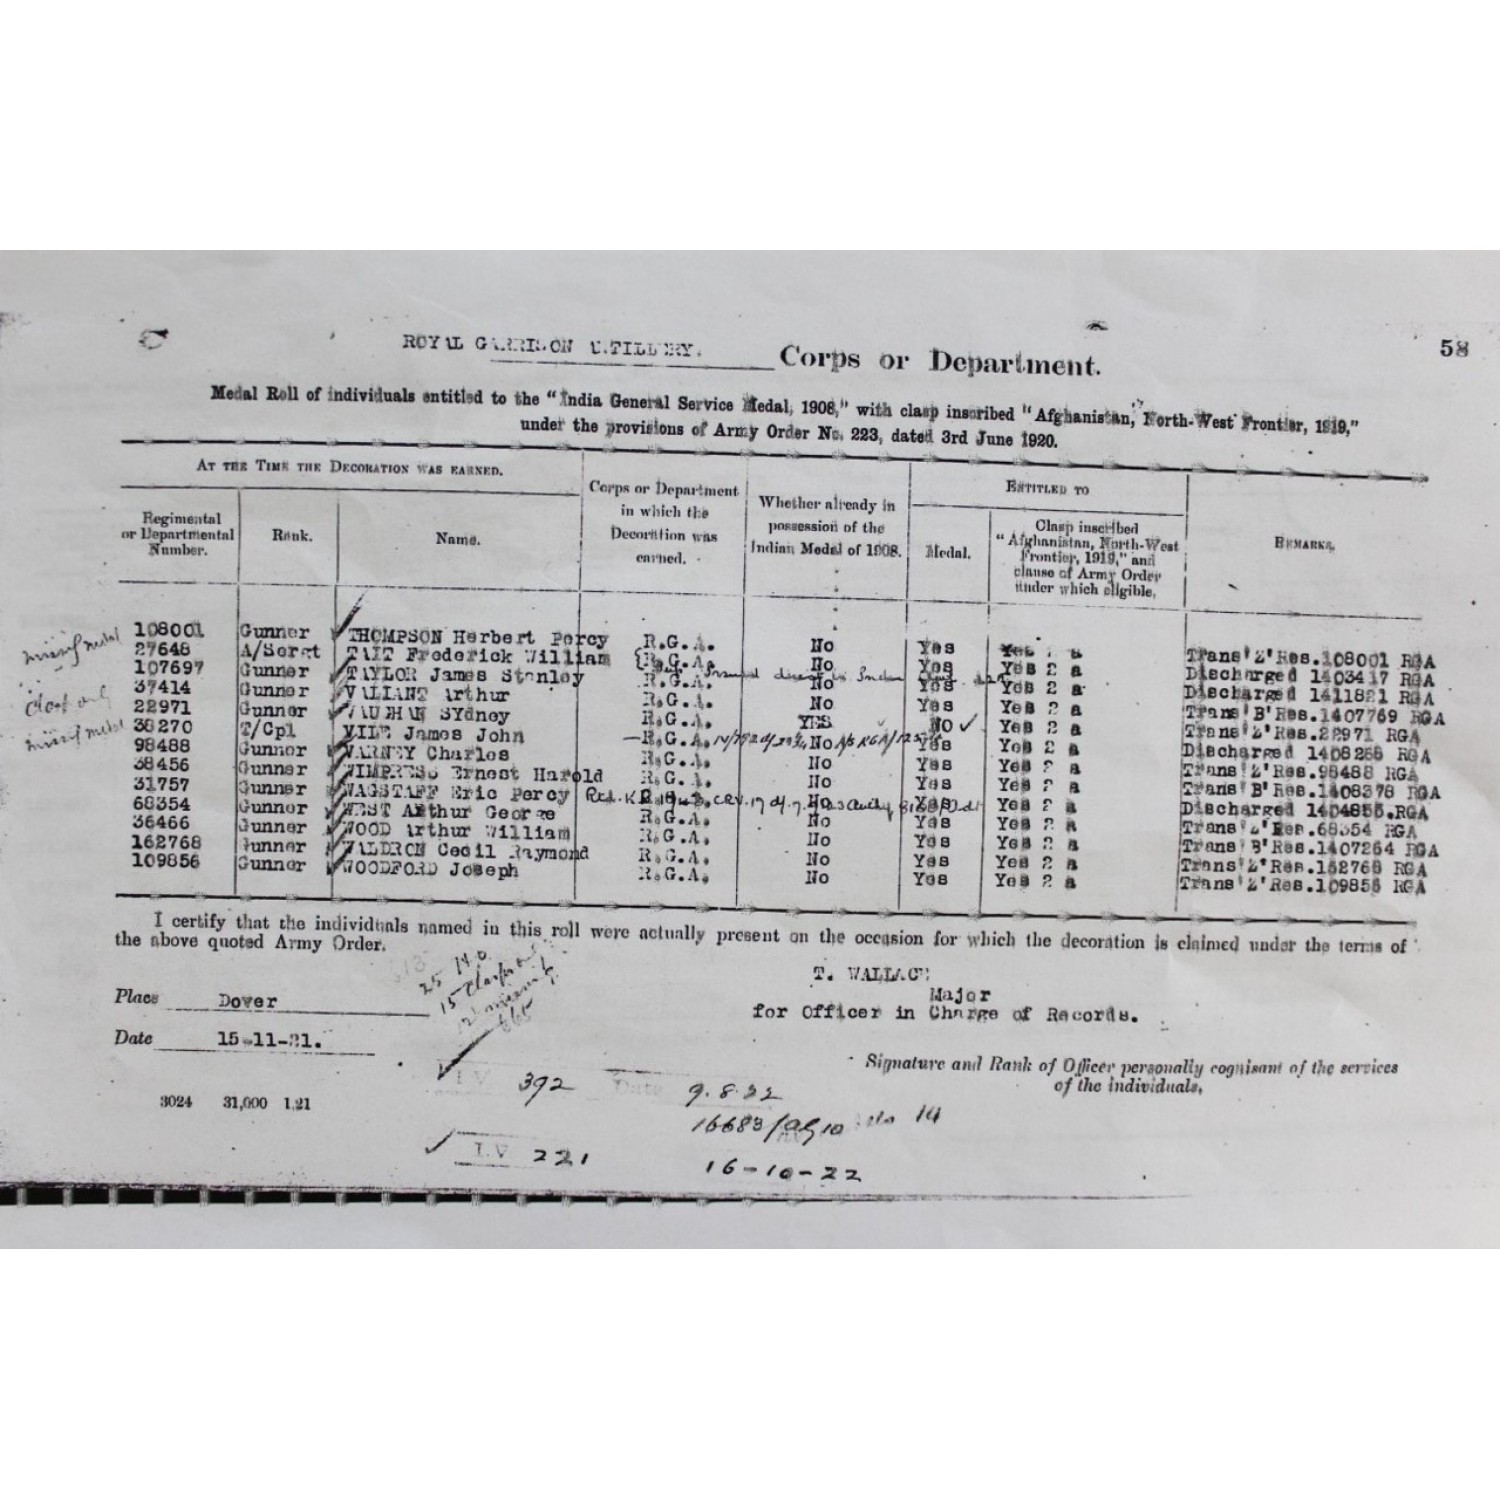 58
ROYAL GARRISON ARTILLERY. Corps or Department.
Medal Roll of individuals entitled to the "India General Service Medal, 1908," with clasp inscribed "Afghanistan, North-West Frontier, 1919,"
under the provisions of Army Order No. 223, dated 3rd June 1920.
AT THE TIME THE DECORATION WAS EARNED.
Regimental or Departmental Number.
Rank.
Name.
Corps or Department in which the Decoration was earned.
Whether already in possession of the Indian Medal of 1908.
ENTITLED TO
Medal.
Clasp inscribed "Afghanistan, North-West Frontier, 1919," and clause of Army Order under which eligible.
REMARKS.
108001 Gunner THOMPSON Herbert Percy R.G.A. No Yes Yes 2 a Trans'Z'Res.108001 RGA
27648 A/Sergt TAIT Frederick William R.G.A. No Yes Yes 2 a Discharged 1403417 RGA
107697 Gunner TAYLOR James Stanley R.G.A. No Yes Yes 2 a Discharged 1411821 RGA
37414 Gunner VALIANT Arthur R.G.A. No Yes Yes 2 a Trans'B'Res.1407769 RGA
22971 Gunner VAUGHAN SYdney R.G.A. YES NO Yes 2 a Trans'Z'Res.22971 RGA
38270 T/Cpl VILE James John R.G.A. No Yes Yes 2 a Discharged 1408266 RGA
98488 Gunner VARNEY Charles R.G.A. No Yes Yes 2 a Trans'Z'Res.98488 RGA
38456 Gunner WIMPRESS Ernest Harold R.G.A. No Yes Yes 2 a Trans'B'Res.1408378 RGA
31757 Gunner WAGSTAFF Eric Percy R.G.A. No Yes Yes 2 a Discharged 1404855.RGA
68354 Gunner WEST Arthur George R.G.A. No Yes Yes 2 a Trans'Z'Res.68354 RGA
36466 Gunner WOOD Arthur William R.G.A. No Yes Yes 2 a Trans'B'Res.1407264 RGA
162768 Gunner WALDRON Cecil Raymond R.G.A. No Yes Yes 2 a Trans'Z'Res.162768 RGA
109856 Gunner WOODFORD Joseph R.G.A. No Yes Yes 2 a Trans'Z'Res.109856 RGA
I certify that the individuals named in this roll were actually present on the occasion for which the decoration is claimed under the terms of
the above quoted Army Order.
T. WALLACE
Major
for Officer in Charge of Records.
Place Dover
Date 15-11-21.
Signature and Rank of Officer personally cognisant of the services
of the individuals.
3024 31,000 1.21
I.V 392 Date 9.8.22
16683/AG10 14
I.V 221 16-10-22